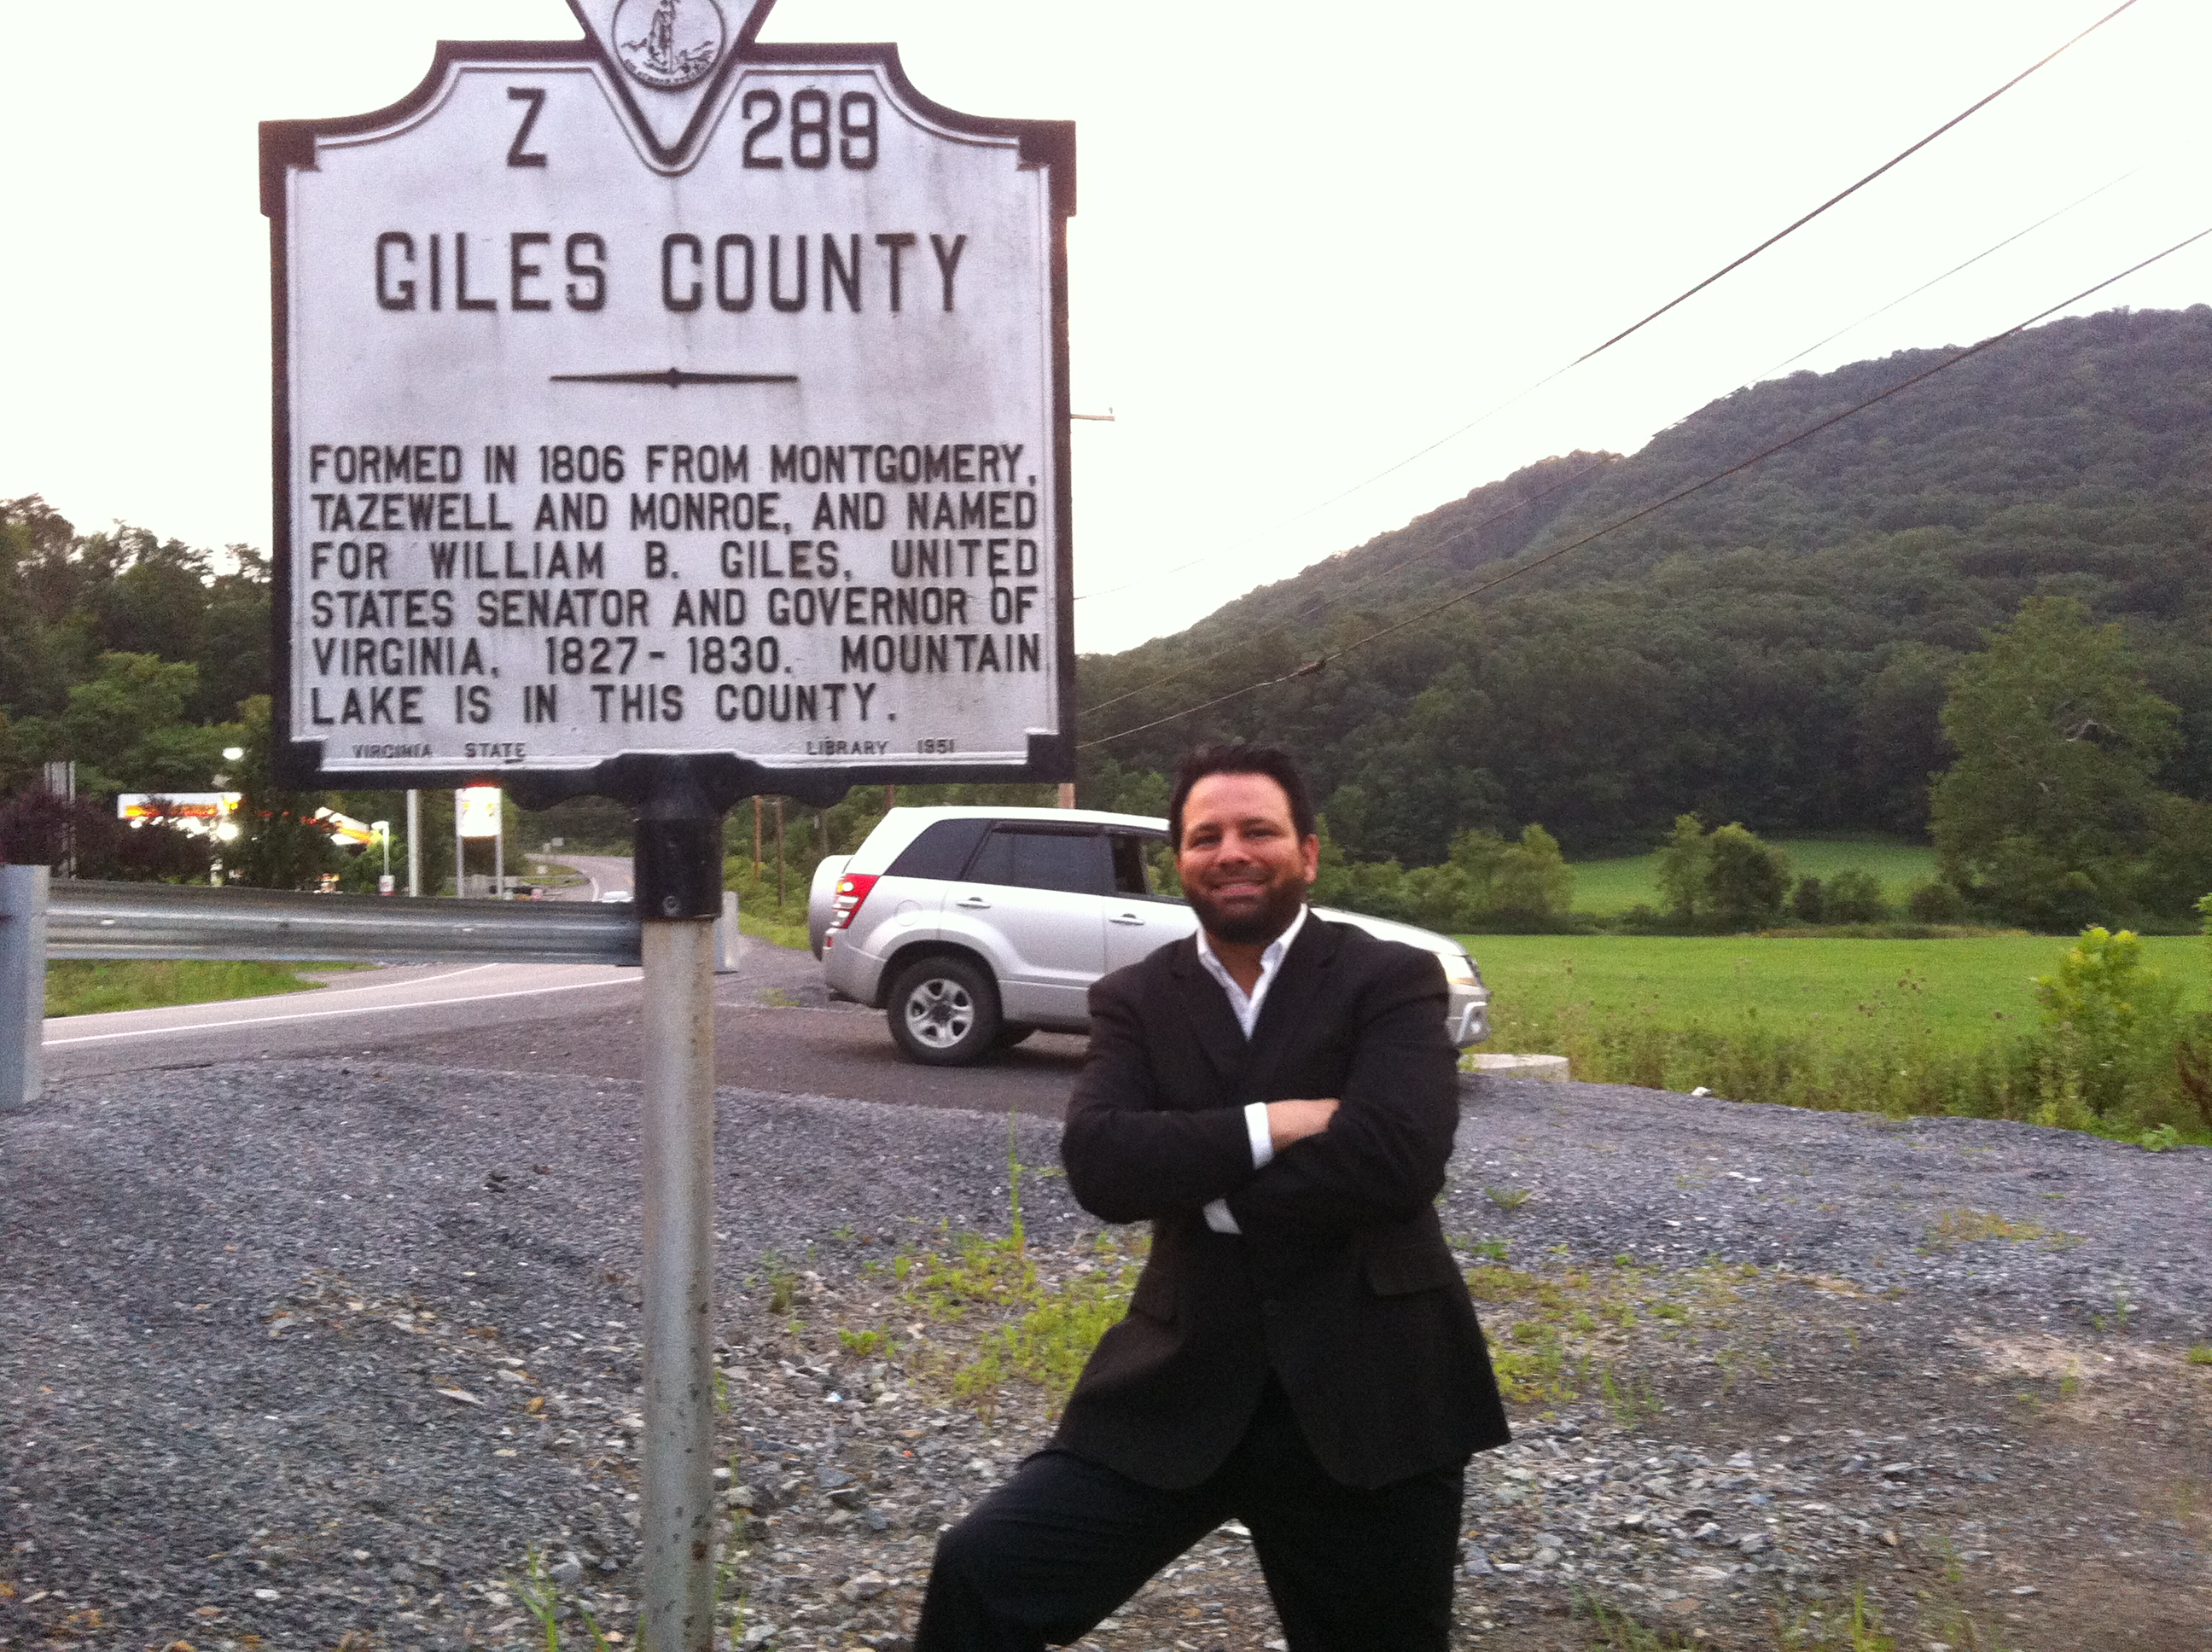 Z 289
GILES COUNTY
FORMED IN 1806 FROM MONTGOMERY,
TAZEWELL AND MONROE, AND NAMED
FOR WILLIAM B. GILES, UNITED
STATES SENATOR AND GOVERNOR OF
VIRGINIA, 1827-1830. MOUNTAIN
LAKE IS IN THIS COUNTY.
VIRGINIA STATE LIBRARY 1951